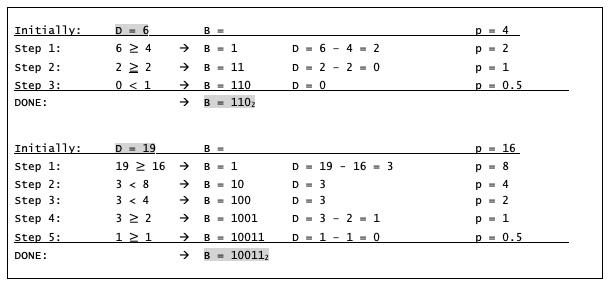 Initially: D = 6 B = p = 4
Step 1: 6 ≥ 4 → B = 1 D = 6 – 4 = 2 p = 2
Step 2: 2 ≥ 2 → B = 11 D = 2 – 2 = 0 p = 1
Step 3: 0 < 1 → B = 110 D = 0 p = 0.5
DONE: → B = 110₂
Initially: D = 19 B = p = 16
Step 1: 19 ≥ 16 → B = 1 D = 19 – 16 = 3 p = 8
Step 2: 3 < 8 → B = 10 D = 3 p = 4
Step 3: 3 < 4 → B = 100 D = 3 p = 2
Step 4: 3 ≥ 2 → B = 1001 D = 3 – 2 = 1 p = 1
Step 5: 1 ≥ 1 → B = 10011 D = 1 – 1 = 0 p = 0.5
DONE: → B = 10011₂